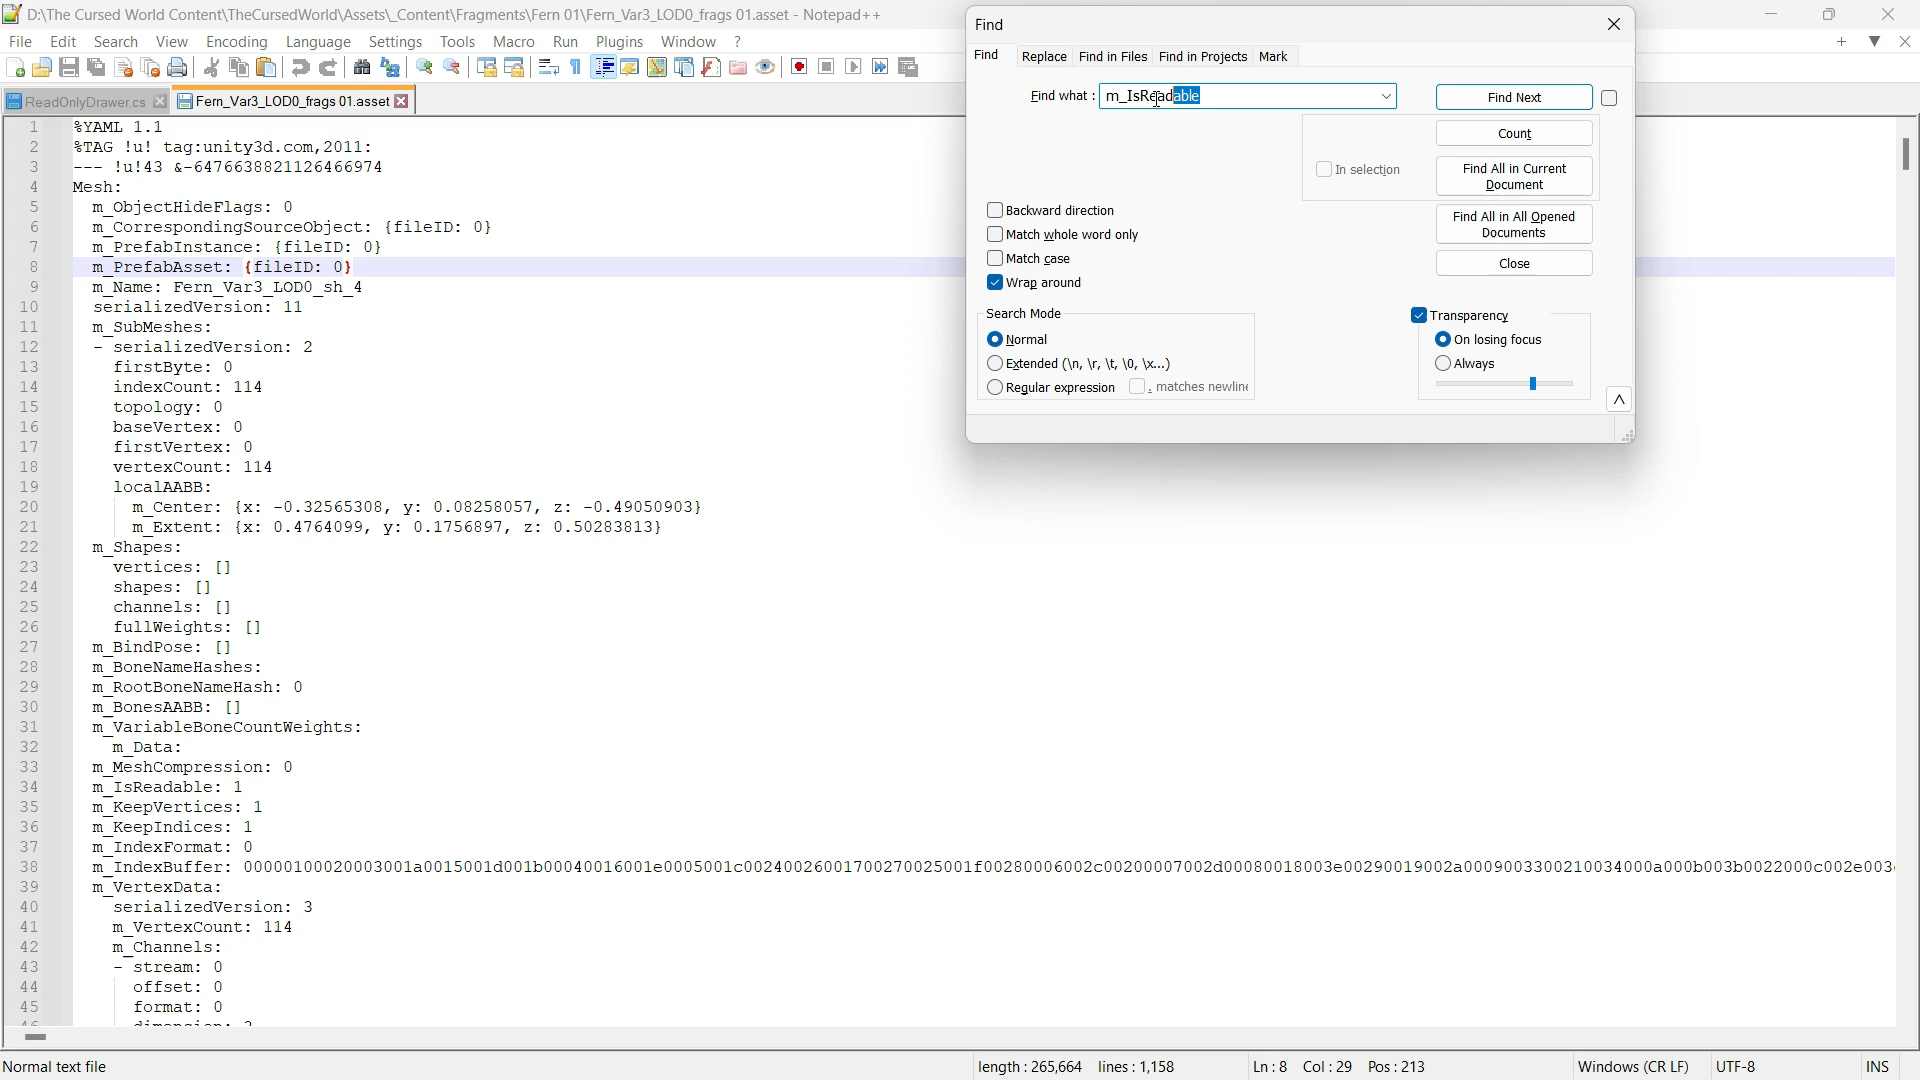 D:\The Cursed World Content\TheCursedWorld\Assets\_Content\Fragments\Fern 01\Fern_Var3_LOD0_frags 01.asset - Notepad++
File Edit Search View Encoding Language Settings Tools Macro Run Plugins Window ?
ReadOnlyDrawer.cs
Fern_Var3_LOD0_frags 01.asset
1 %YAML 1.1
2 %TAG !u! tag:unity3d.com,2011:
3 --- !u!43 &-6476638821126466974
4 Mesh:
5 m_ObjectHideFlags: 0
6 m_CorrespondingSourceObject: {fileID: 0}
7 m_PrefabInstance: {fileID: 0}
8 m_PrefabAsset: {fileID: 0}
9 m_Name: Fern_Var3_LOD0_sh_4
10 serializedVersion: 11
11 m_SubMeshes:
12 - serializedVersion: 2
13 firstByte: 0
14 indexCount: 114
15 topology: 0
16 baseVertex: 0
17 firstVertex: 0
18 vertexCount: 114
19 localAABB:
20 m_Center: {x: -0.32565308, y: 0.08258057, z: -0.49050903}
21 m_Extent: {x: 0.4764099, y: 0.1756897, z: 0.50283813}
22 m_Shapes:
23 vertices: []
24 shapes: []
25 channels: []
26 fullWeights: []
27 m_BindPose: []
28 m_BoneNameHashes:
29 m_RootBoneNameHash: 0
30 m_BonesAABB: []
31 m_VariableBoneCountWeights:
32 m_Data:
33 m_MeshCompression: 0
34 m_IsReadable: 1
35 m_KeepVertices: 1
36 m_KeepIndices: 1
37 m_IndexFormat: 0
38 m_IndexBuffer: 00000100020003001a0015001d001b00040016001e0005001c00240026001700270025001f00280006002c00200007002d00080018003e00290019002a0009003300210034000a000b003b0022000c002e003
39 m_VertexData:
40 serializedVersion: 3
41 m_VertexCount: 114
42 m_Channels:
43 - stream: 0
44 offset: 0
45 format: 0
Find
Find Replace Find in Files Find in Projects Mark
Find what : m_IsReadable
Find Next
Count
In selection
Find All in Current Document
Find All in All Opened Documents
Close
Backward direction
Match whole word only
Match case
Wrap around
Search Mode
Normal
Extended (\n, \r, \t, \0, \x...)
Regular expression
. matches newline
Transparency
On losing focus
Always
Normal text file
length : 265,664 lines : 1,158
Ln : 8 Col : 29 Pos : 213
Windows (CR LF)
UTF-8
INS